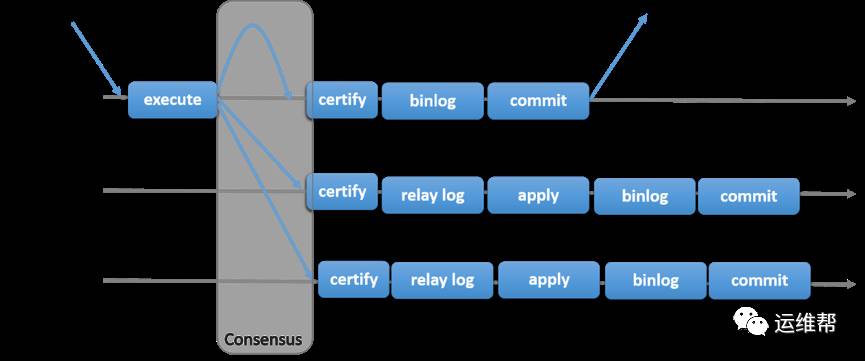 execute
certify
binlog
commit
certify
relay log
apply
binlog
commit
certify
relay log
apply
binlog
commit
Consensus
运维帮